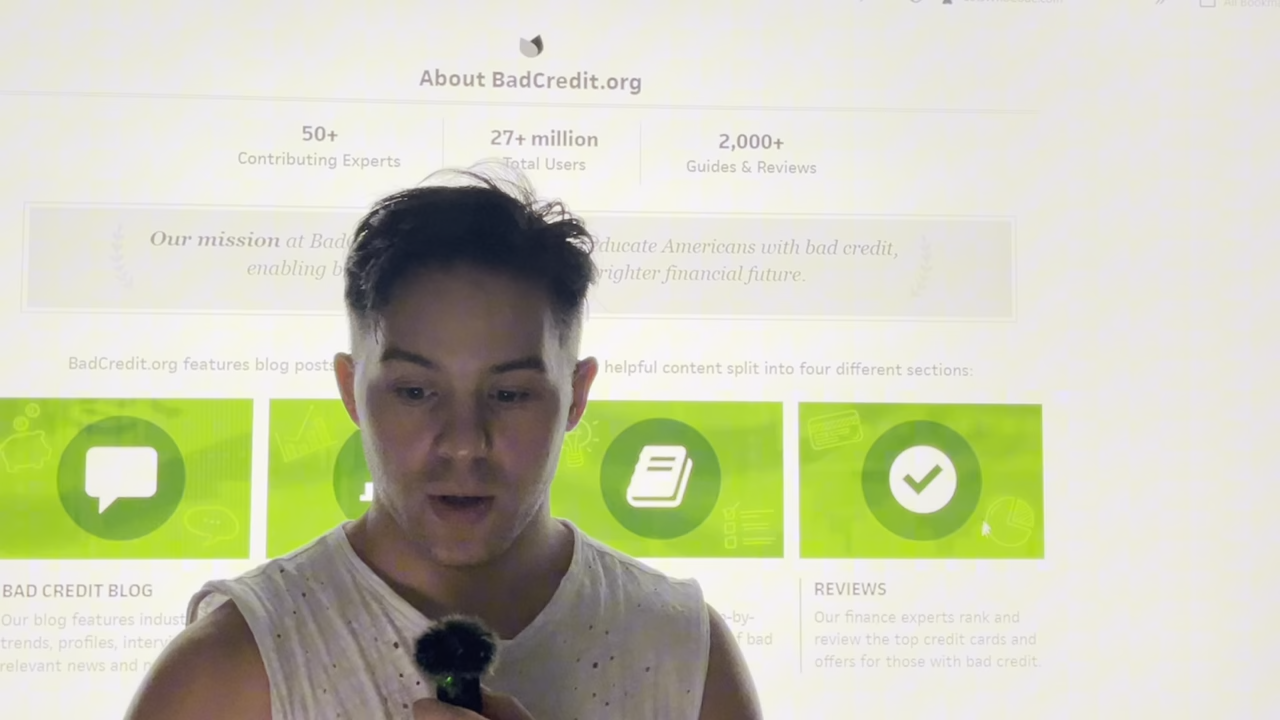 About BadCredit.org
50+
Contributing Experts
27+ million
Total Users
2,000+
Guides & Reviews
Our mission at educate Americans with bad credit,
enabling brighter financial future.
BadCredit.org features blog posts helpful content split into four different sections:
BAD CREDIT BLOG
Our blog features
trends, profiles,
relevant news and
-by-
of bad
REVIEWS
Our finance experts rank and
review the top credit cards and
offers for those with bad credit.